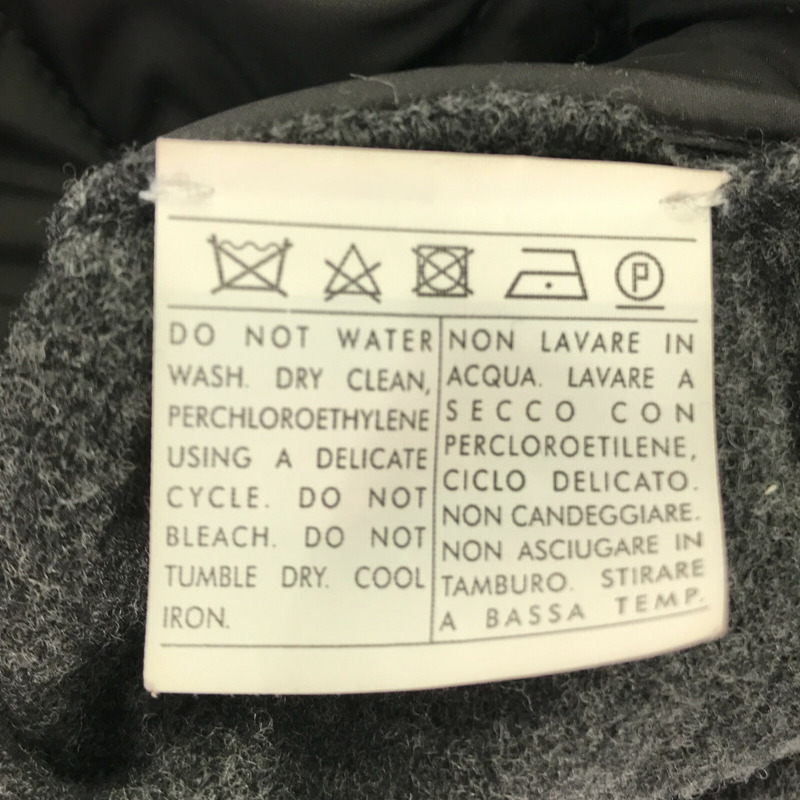 P
DO NOT WATER
WASH. DRY CLEAN,
PERCHLOROETHYLENE
USING A DELICATE
CYCLE. DO NOT
BLEACH. DO NOT
TUMBLE DRY. COOL
IRON.
NON LAVARE IN
ACQUA. LAVARE A
SECCO CON
PERCLOROETILENE,
CICLO DELICATO.
NON CANDEGGIARE.
NON ASCIUGARE IN
TAMBURO. STIRARE
A BASSA TEMP.